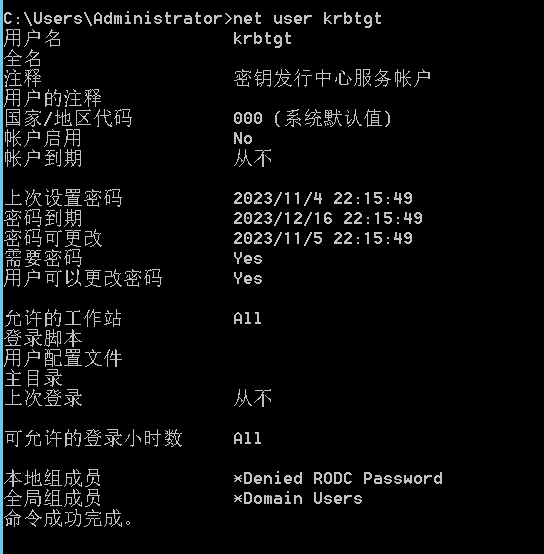 C:\Users\Administrator>net user krbtgt
用户名 krbtgt
全名
注释 密钥发行中心服务帐户
用户的注释
国家/地区代码 000 (系统默认值)
帐户启用 No
帐户到期 从不
上次设置密码 2023/11/4 22:15:49
密码到期 2023/12/16 22:15:49
密码可更改 2023/11/5 22:15:49
需要密码 Yes
用户可以更改密码 Yes
允许的工作站 All
登录脚本
用户配置文件
主目录
上次登录 从不
可允许的登录小时数 All
本地组成员 *Denied RODC Password
全局组成员 *Domain Users
命令成功完成。